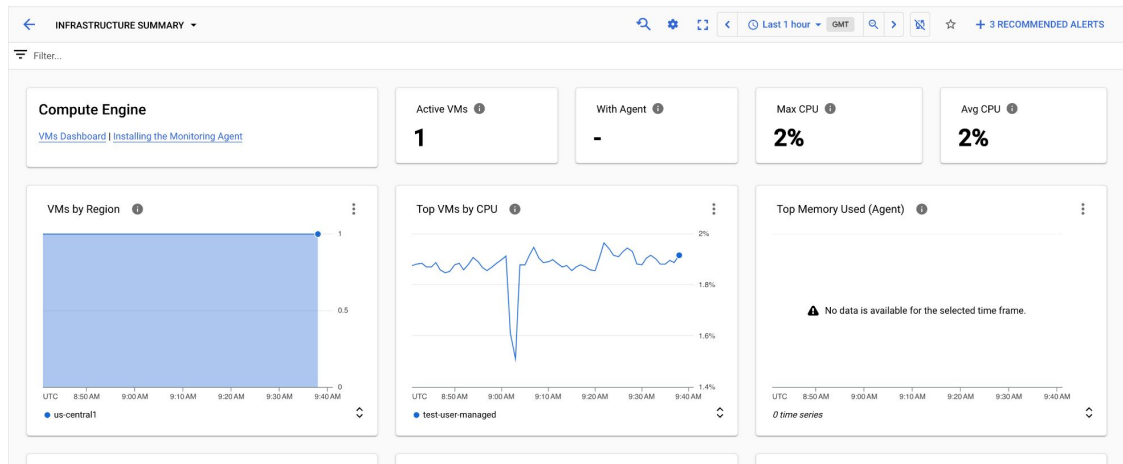 INFRASTRUCTURE SUMMARY
Last 1 hour GMT
+ 3 RECOMMENDED ALERTS
Filter...
Compute Engine
VMs Dashboard | Installing the Monitoring Agent
Active VMs
1
With Agent
-
Max CPU
2%
Avg CPU
2%
VMs by Region
1
0.5
0
UTC 8:50 AM 9:00 AM 9:10 AM 9:20 AM 9:30 AM 9:40 AM
us-central1
Top VMs by CPU
2%
1.8%
1.6%
1.4%
UTC 8:50 AM 9:00 AM 9:10 AM 9:20 AM 9:30 AM 9:40 AM
test-user-managed
Top Memory Used (Agent)
No data is available for the selected time frame.
UTC 8:50 AM 9:00 AM 9:10 AM 9:20 AM 9:30 AM 9:40 AM
0 time series